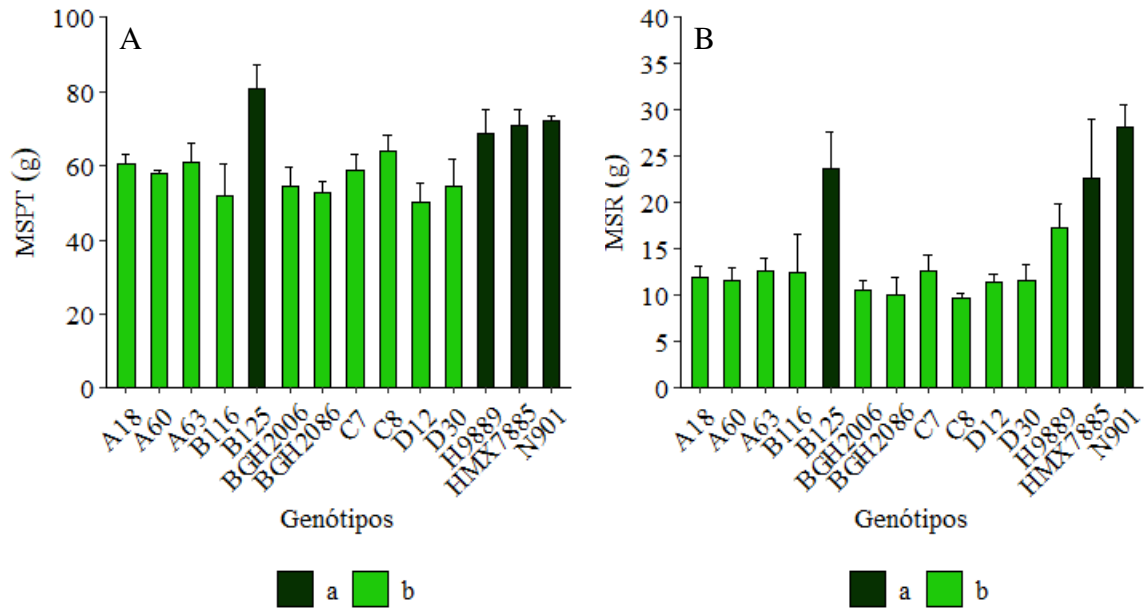 A
MSPT (g)
100
80
60
40
20
0
A18
A60
A63
B116
B125
BGH2006
BGH2086
C7
C8
D12
D30
H9889
HMX7885
N901
Genótipos
a b
B
MSR (g)
40
35
30
25
20
15
10
5
0
A18
A60
A63
B116
B125
BGH2006
BGH2086
C7
C8
D12
D30
H9889
HMX7885
N901
Genótipos
a b